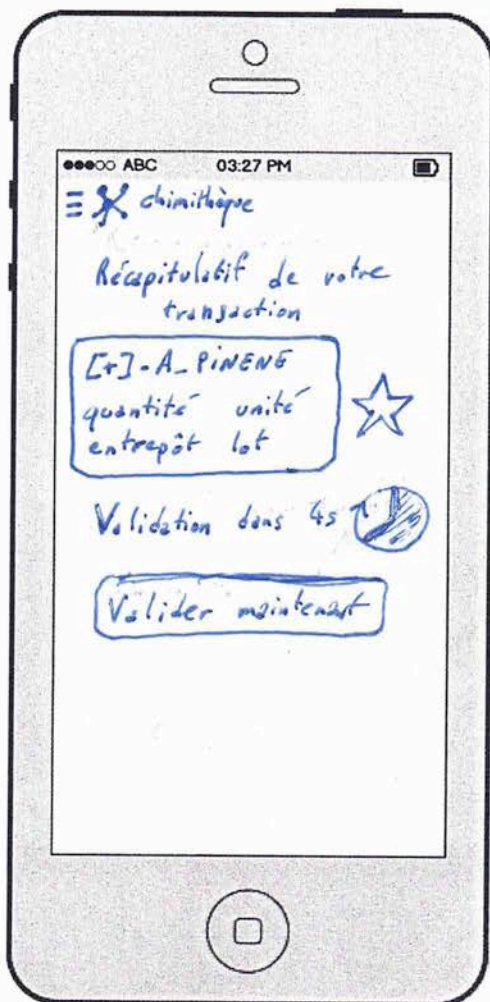 ABC 03:27 PM
chimithèque
Récapitulatif de votre
transaction
[+]-A_PINENE
quantité unité
entrepôt lot
Validation dans 4s
Valider maintenant